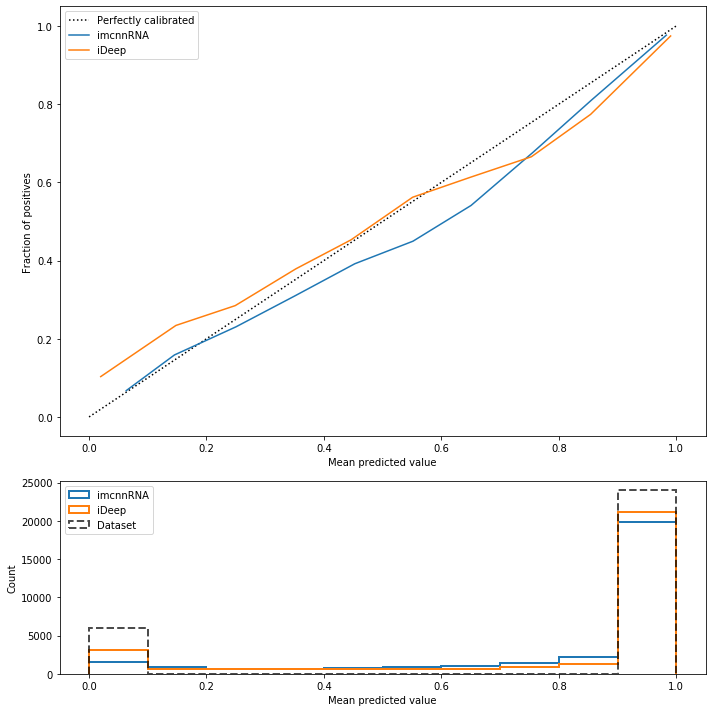 Perfectly calibrated
imcnnRNA
iDeep
Fraction of positives
1.0
0.8
0.6
0.4
0.2
0.0
0.0 0.2 0.4 0.6 0.8 1.0
Mean predicted value
imcnnRNA
iDeep
Dataset
Count
25000
20000
15000
10000
5000
0
0.0 0.2 0.4 0.6 0.8 1.0
Mean predicted value